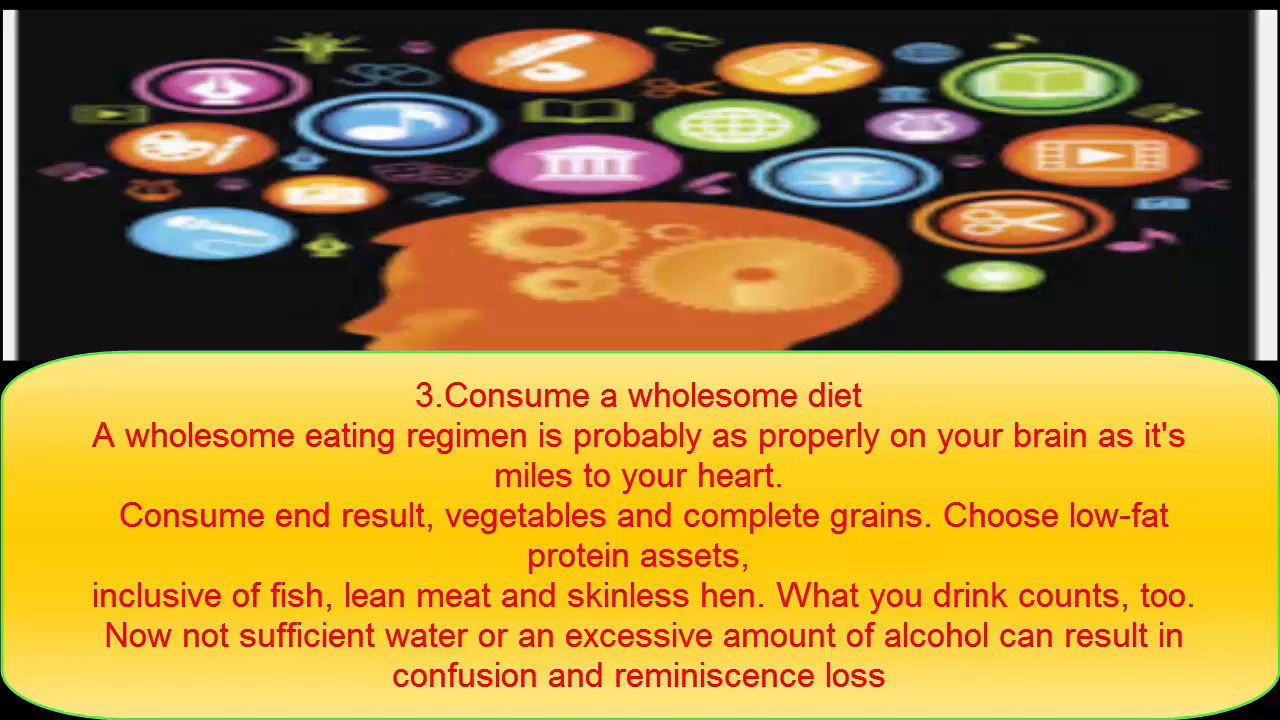 3.Consume a wholesome diet
A wholesome eating regimen is probably as properly on your brain as it's
miles to your heart.
Consume end result, vegetables and complete grains. Choose low-fat
protein assets,
inclusive of fish, lean meat and skinless hen. What you drink counts, too.
Now not sufficient water or an excessive amount of alcohol can result in
confusion and reminiscence loss